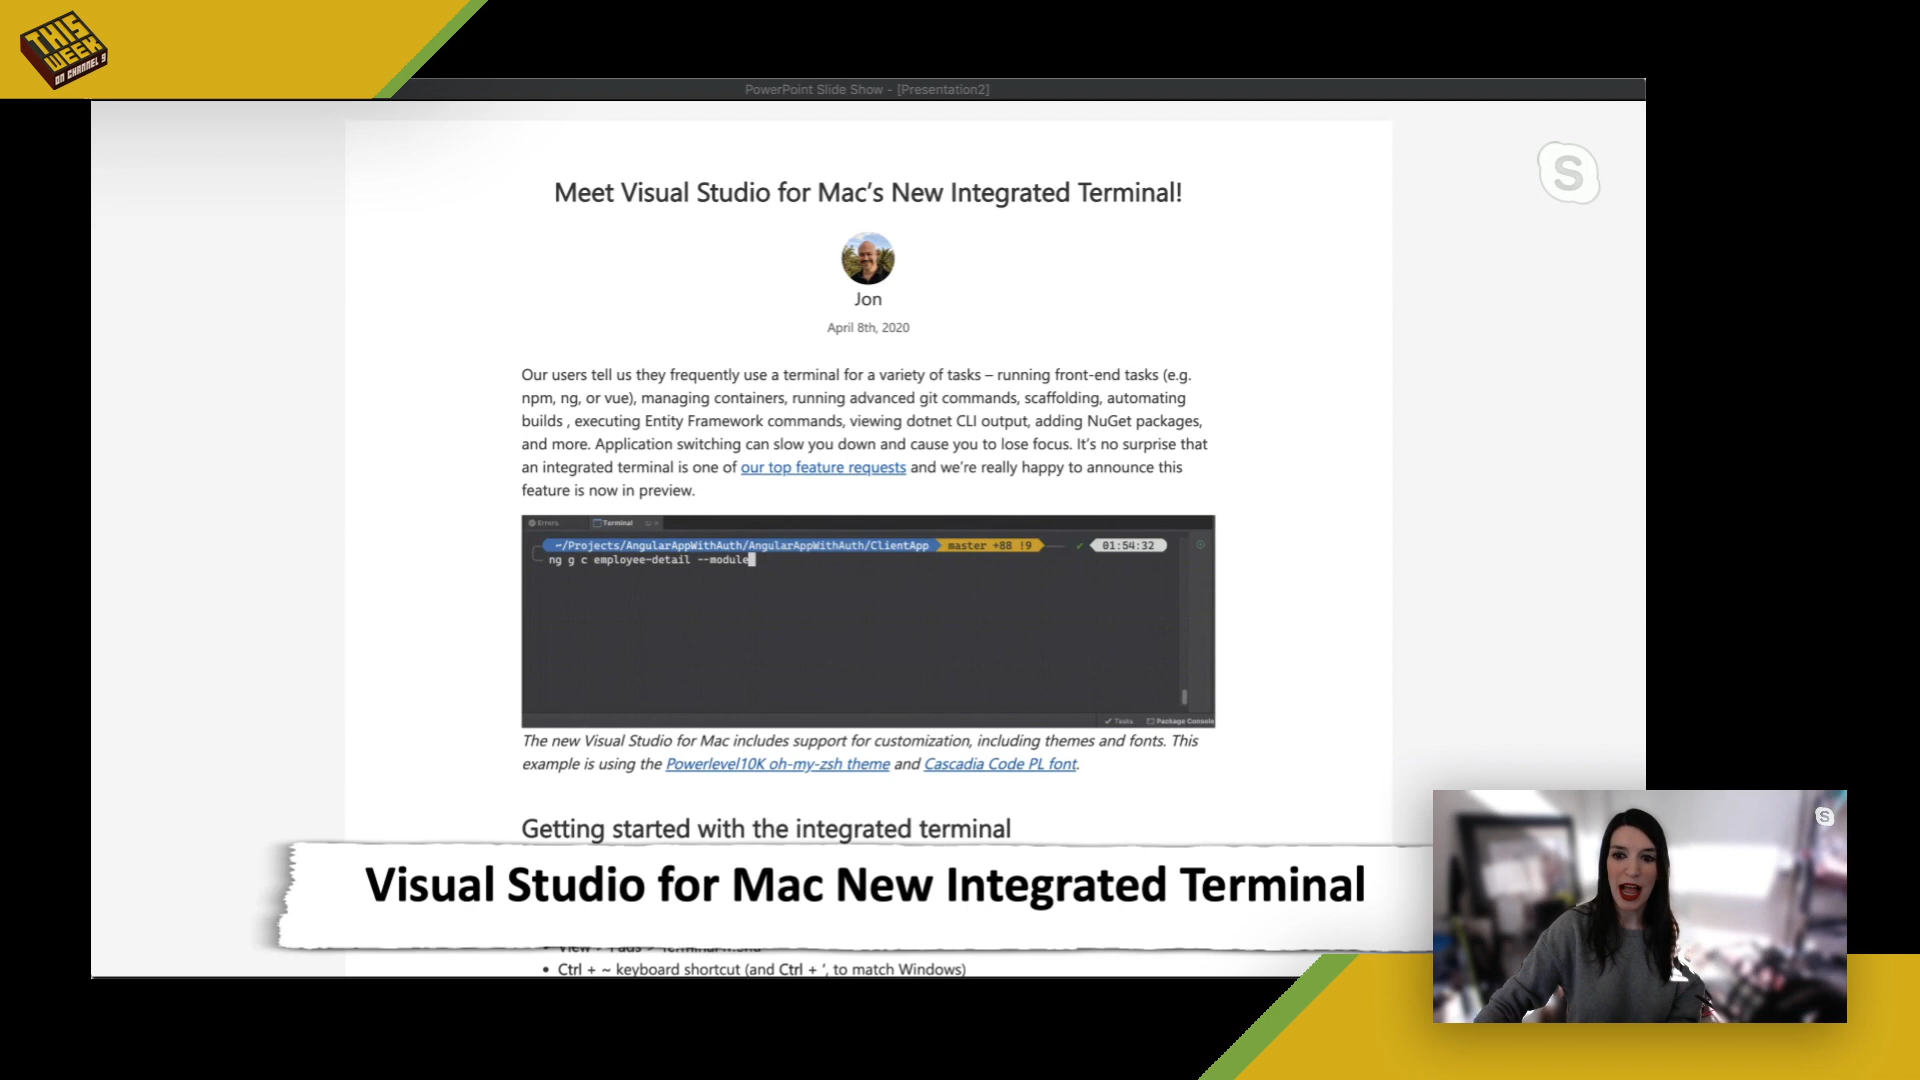 THIS
WEEK
ON CHANNEL 9
PowerPoint Slide Show - [Presentation2]
S
Meet Visual Studio for Mac’s New Integrated Terminal!
Jon
April 8th, 2020
Our users tell us they frequently use a terminal for a variety of tasks – running front-end tasks (e.g.
npm, ng, or vue), managing containers, running advanced git commands, scaffolding, automating
builds , executing Entity Framework commands, viewing dotnet CLI output, adding NuGet packages,
and more. Application switching can slow you down and cause you to lose focus. It’s no surprise that
an integrated terminal is one of our top feature requests and we’re really happy to announce this
feature is now in preview.
Errors Terminal
~/Projects/AngularAppWithAuth/AngularAppWithAuth/ClientApp master +88 !9 ✓ 01:54:32
ng g c employee-detail --module
✓ Tasks Package Console
The new Visual Studio for Mac includes support for customization, including themes and fonts. This
example is using the Powerlevel10K oh-my-zsh theme and Cascadia Code PL font.
Getting started with the integrated terminal
Visual Studio for Mac New Integrated Terminal
• Ctrl + ~ keyboard shortcut (and Ctrl + ‘, to match Windows)
S